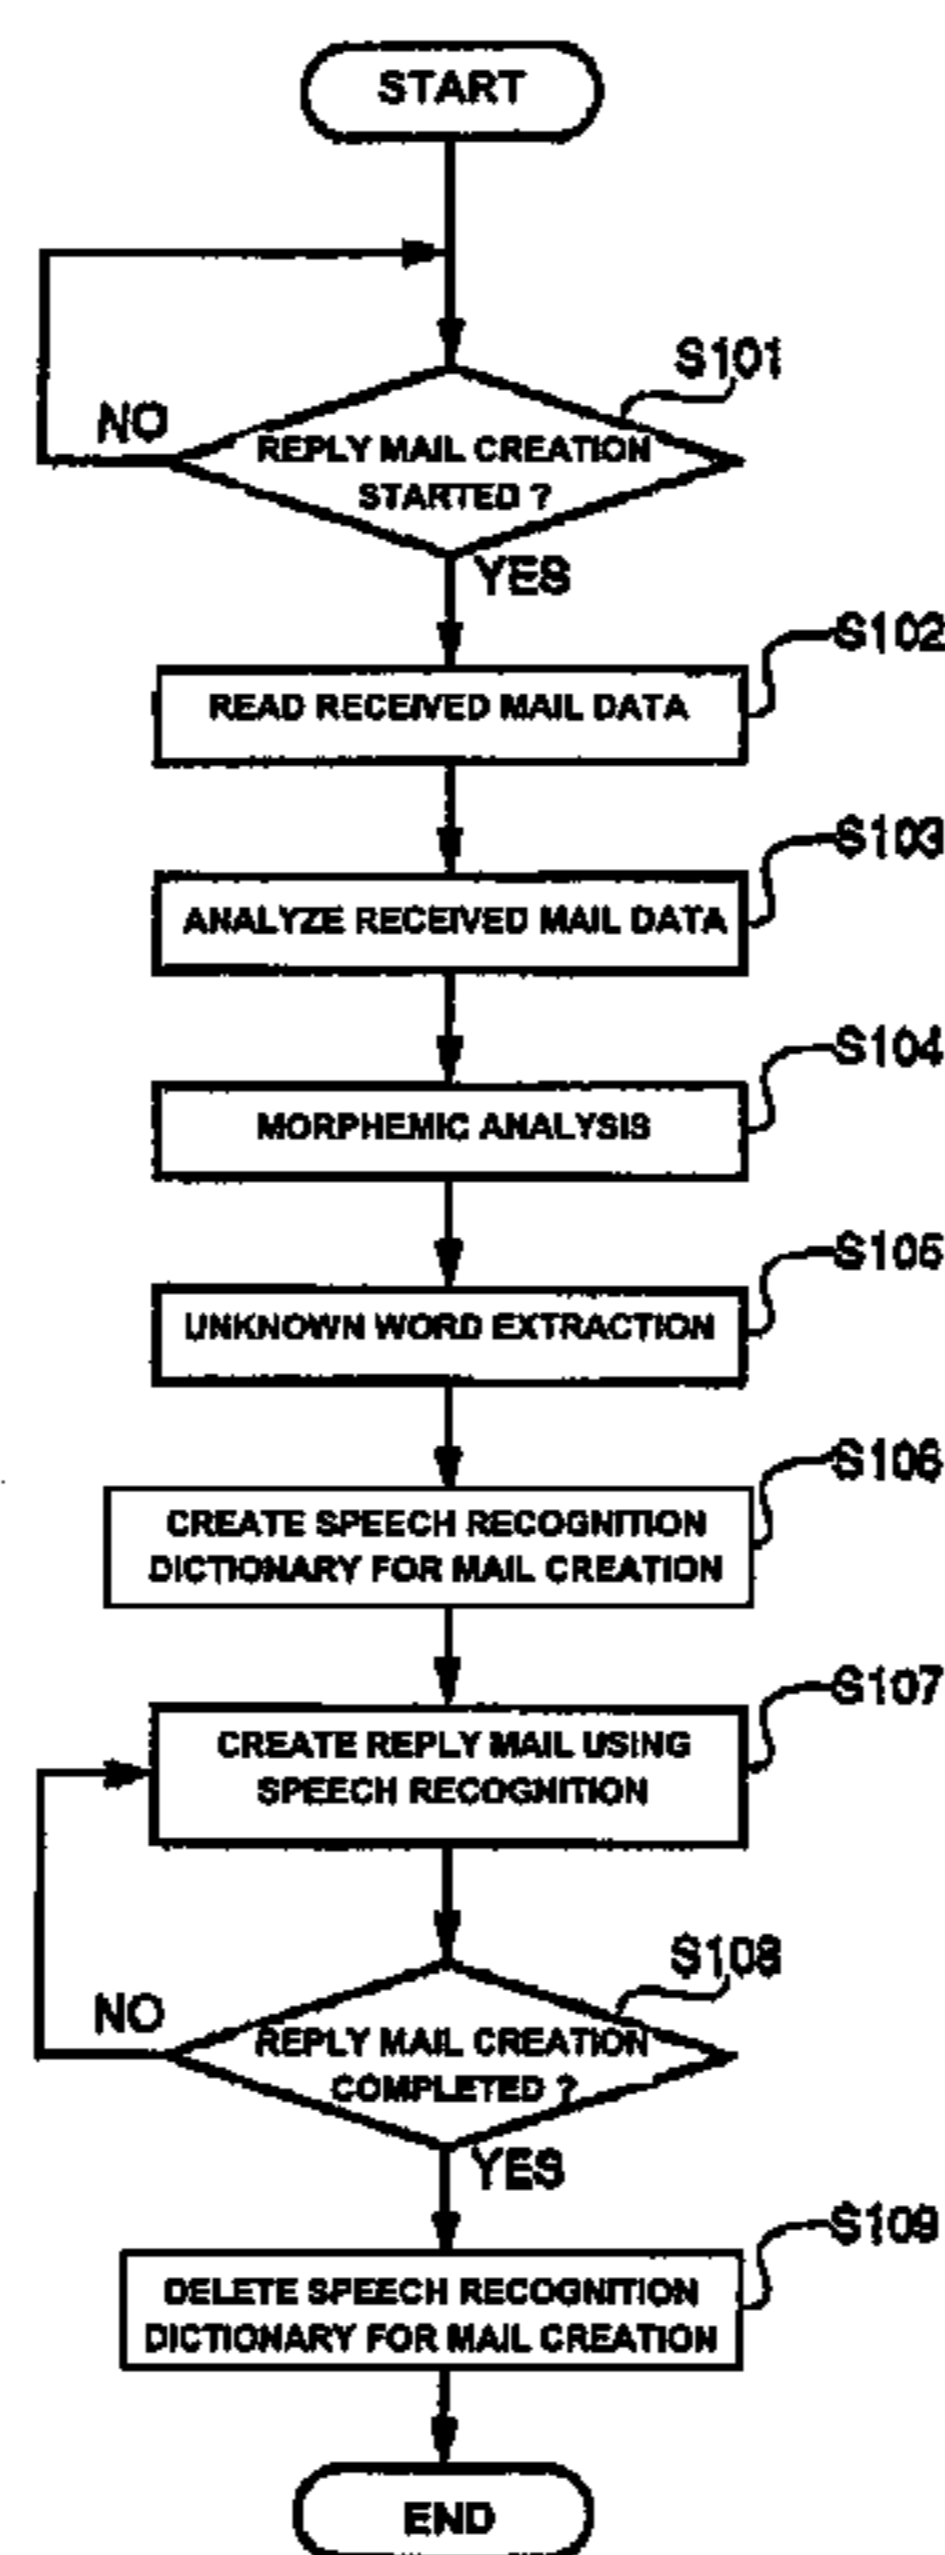 START
S101
NO
REPLY MAIL CREATION
STARTED ?
YES
S102
READ RECEIVED MAIL DATA
S103
ANALYZE RECEIVED MAIL DATA
S104
MORPHEMIC ANALYSIS
S105
UNKNOWN WORD EXTRACTION
S106
CREATE SPEECH RECOGNITION
DICTIONARY FOR MAIL CREATION
S107
CREATE REPLY MAIL USING
SPEECH RECOGNITION
S108
NO
REPLY MAIL CREATION
COMPLETED ?
YES
S109
DELETE SPEECH RECOGNITION
DICTIONARY FOR MAIL CREATION
END